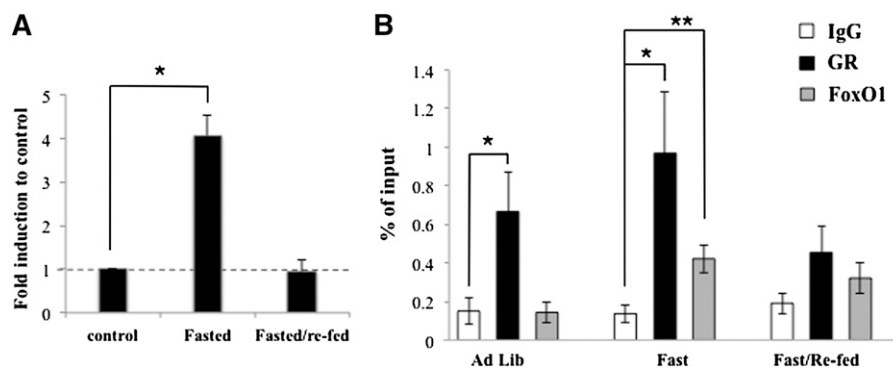 A
Fold induction to control
5
4
3
2
1
0
*
control Fasted Fasted/re-fed
B
IgG
GR
FoxO1
% of input
1.4
1.2
1
0.8
0.6
0.4
0.2
0
*
*
**
Ad Lib Fast Fast/Re-fed